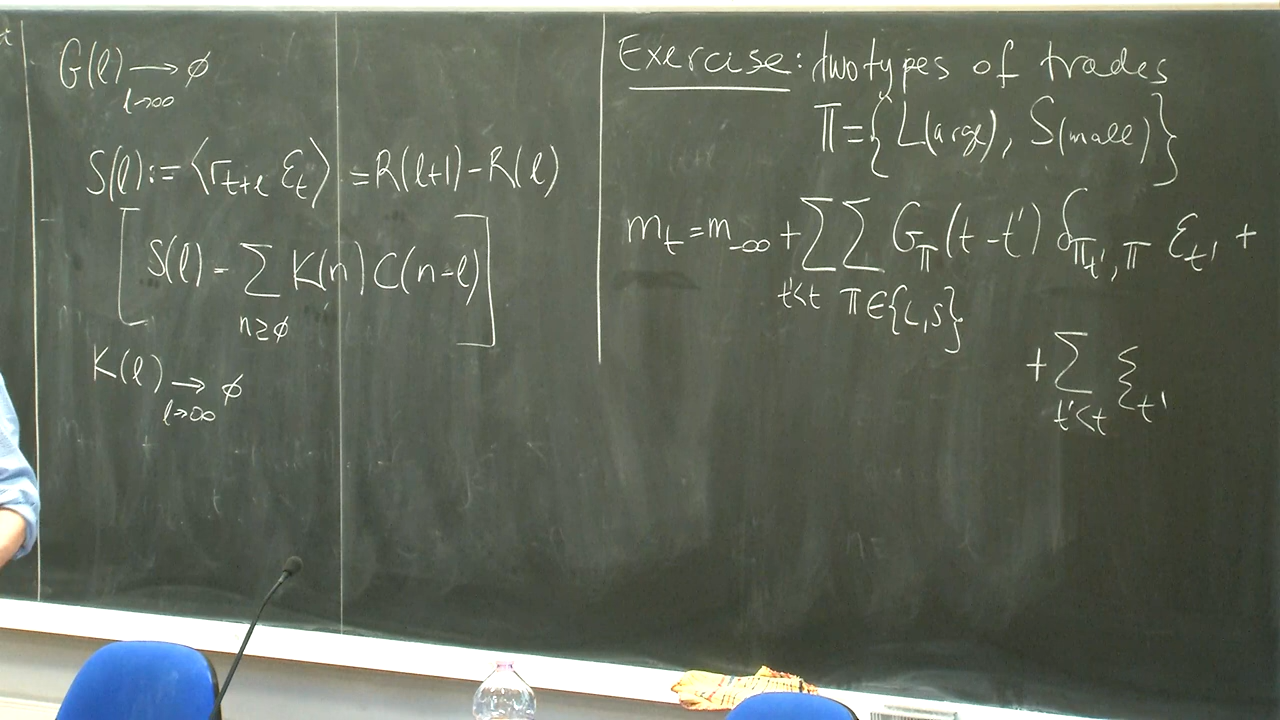 G(l) → ϕ
l→∞
S(l) := ⟨r_{t+l} ε_t⟩ = R(l+1) - R(l)
[ S(l) - ∑_{n≥ϕ} K(n) C(n-l) ]
K(l) → ϕ
l→∞
Exercise: two types of trades
π = {L(arge), S(mall)}
m_t = m_{-∞} + ∑_{t'<t} ∑_{π∈{L,S}} G_π(t-t') δ_{π_{t'}, π} ε_{t'} +
+ ∑_{t'<t} ξ_{t'}